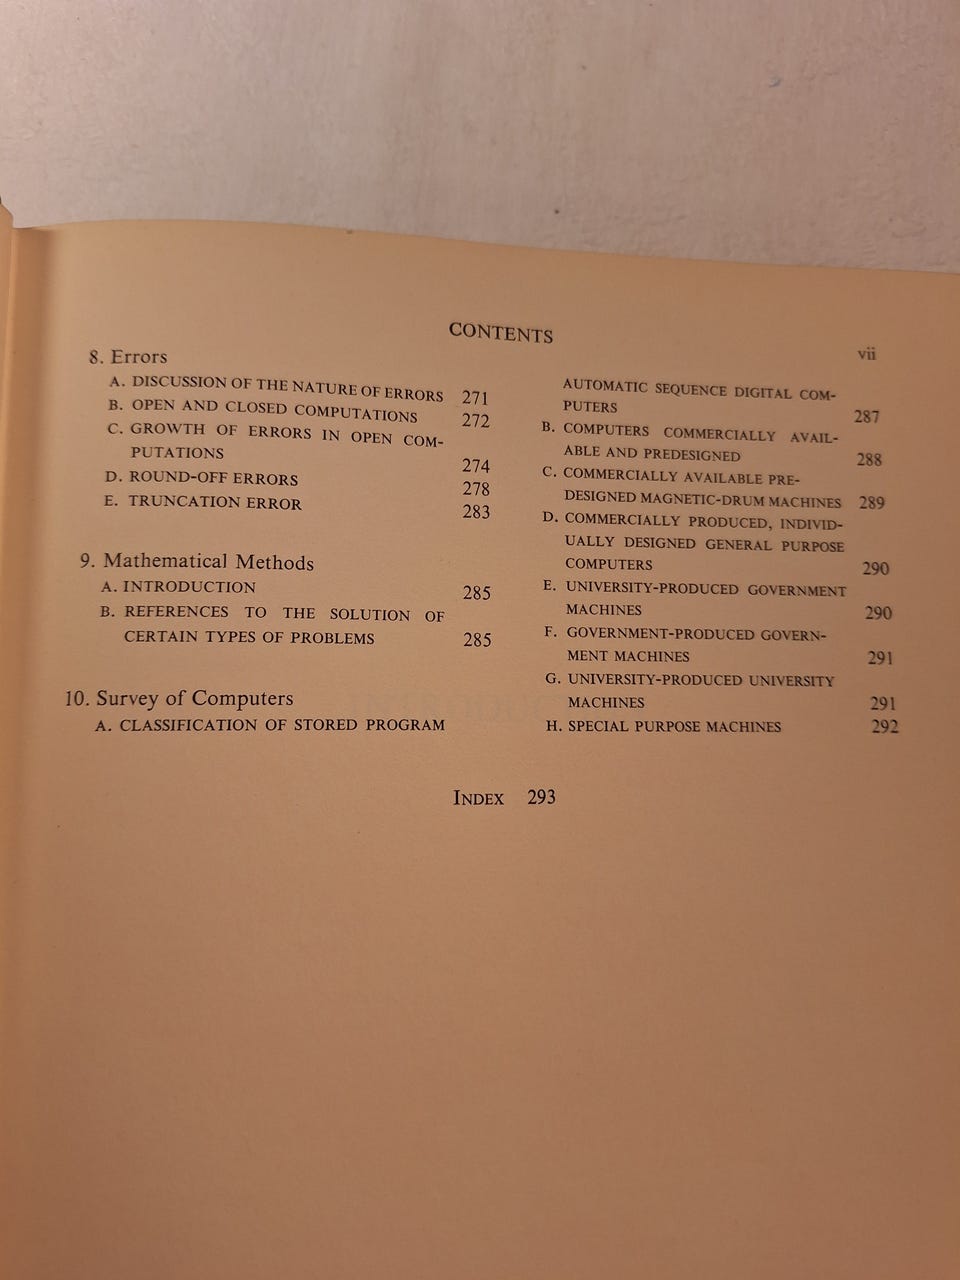 CONTENTS
vii
8. Errors
A. DISCUSSION OF THE NATURE OF ERRORS 271
B. OPEN AND CLOSED COMPUTATIONS 272
C. GROWTH OF ERRORS IN OPEN COM-
PUTATIONS 274
D. ROUND-OFF ERRORS 278
E. TRUNCATION ERROR 283
9. Mathematical Methods
A. INTRODUCTION 285
B. REFERENCES TO THE SOLUTION OF
CERTAIN TYPES OF PROBLEMS 285
10. Survey of Computers
A. CLASSIFICATION OF STORED PROGRAM
AUTOMATIC SEQUENCE DIGITAL COM-
PUTERS 287
B. COMPUTERS COMMERCIALLY AVAIL-
ABLE AND PREDESIGNED 288
C. COMMERCIALLY AVAILABLE PRE-
DESIGNED MAGNETIC-DRUM MACHINES 289
D. COMMERCIALLY PRODUCED, INDIVID-
UALLY DESIGNED GENERAL PURPOSE
COMPUTERS 290
E. UNIVERSITY-PRODUCED GOVERNMENT
MACHINES 290
F. GOVERNMENT-PRODUCED GOVERN-
MENT MACHINES 291
G. UNIVERSITY-PRODUCED UNIVERSITY
MACHINES 291
H. SPECIAL PURPOSE MACHINES 292
INDEX 293